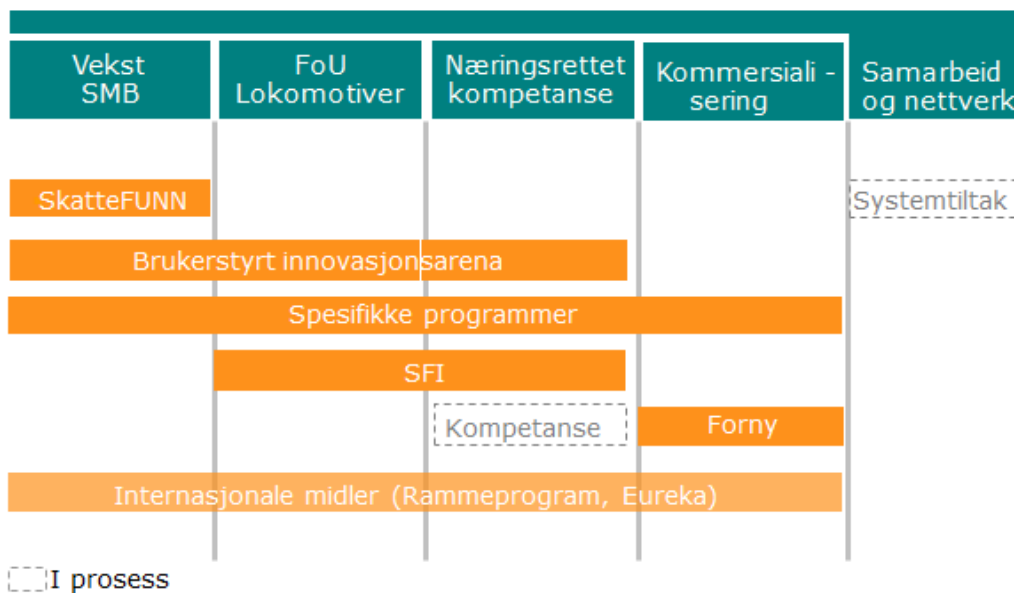 Vekst
SMB
FoU
Lokomotiver
Næringsrettet
kompetanse
Kommersiali -
sering
Samarbeid
og nettverk
SkatteFUNN
Systemtiltak
Brukerstyrt innovasjonsarena
Spesifikke programmer
SFI
Kompetanse
Forny
Internasjonale midler (Rammeprogram, Eureka)
I prosess